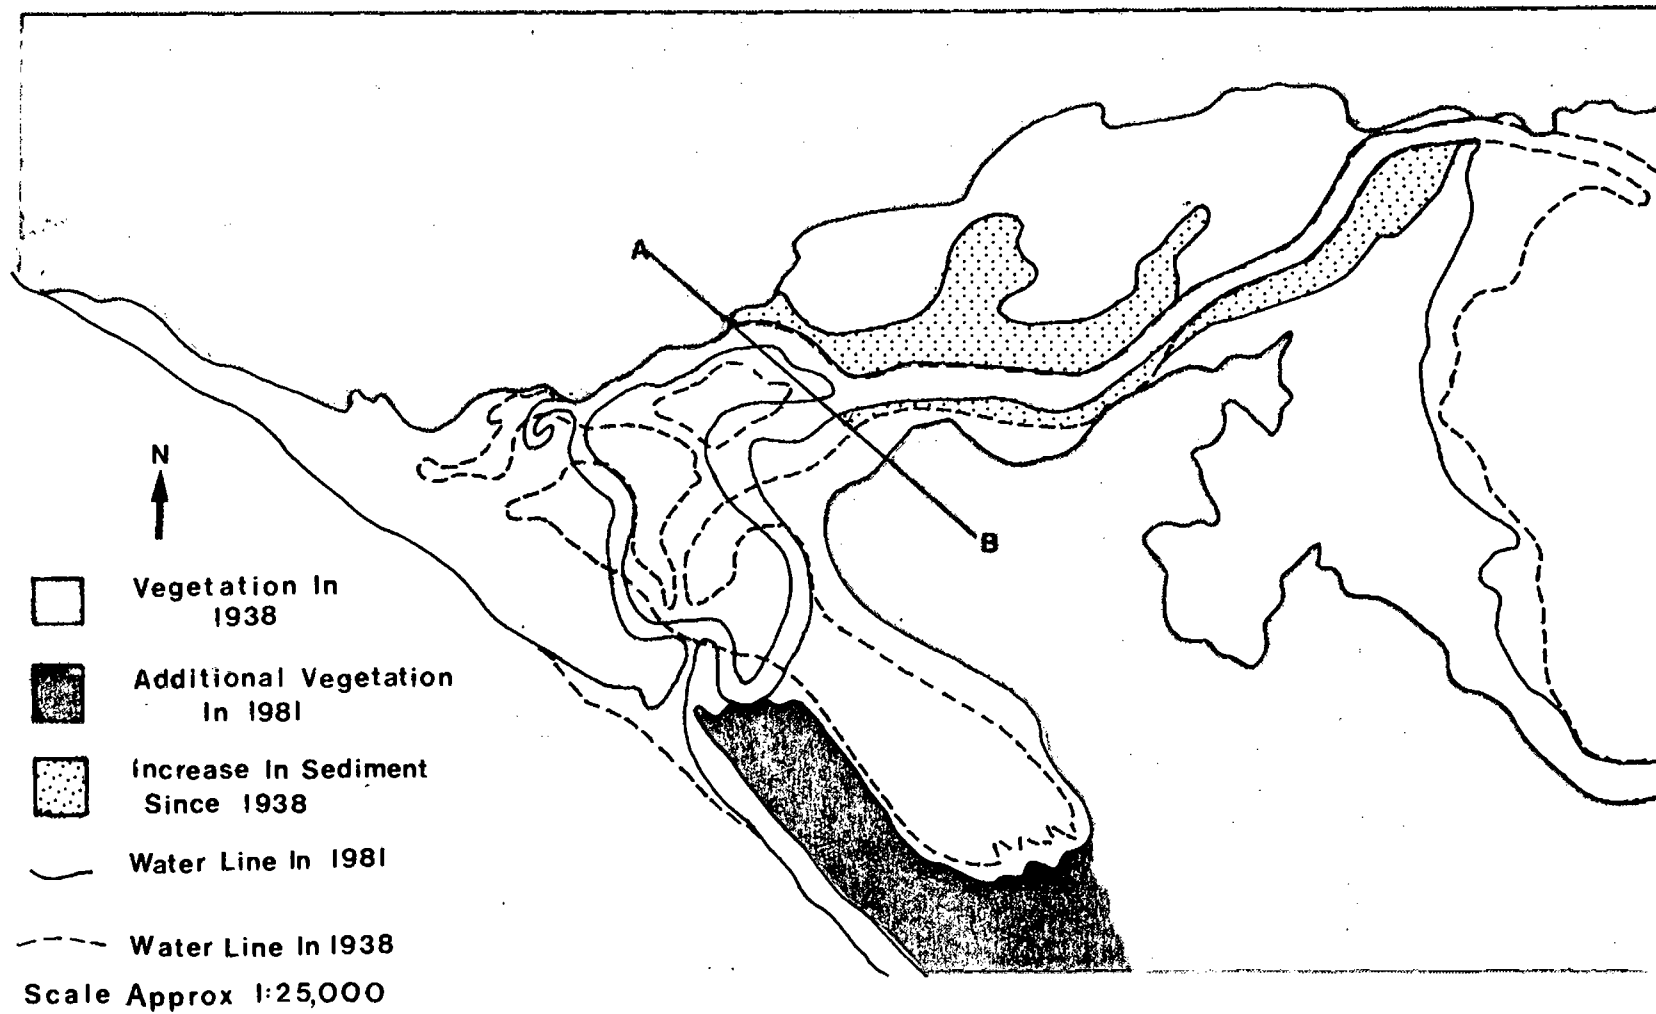 A
B
N
Vegetation In
1938
Additional Vegetation
In 1981
Increase In Sediment
Since 1938
Water Line In 1981
Water Line In 1938
Scale Approx 1:25,000